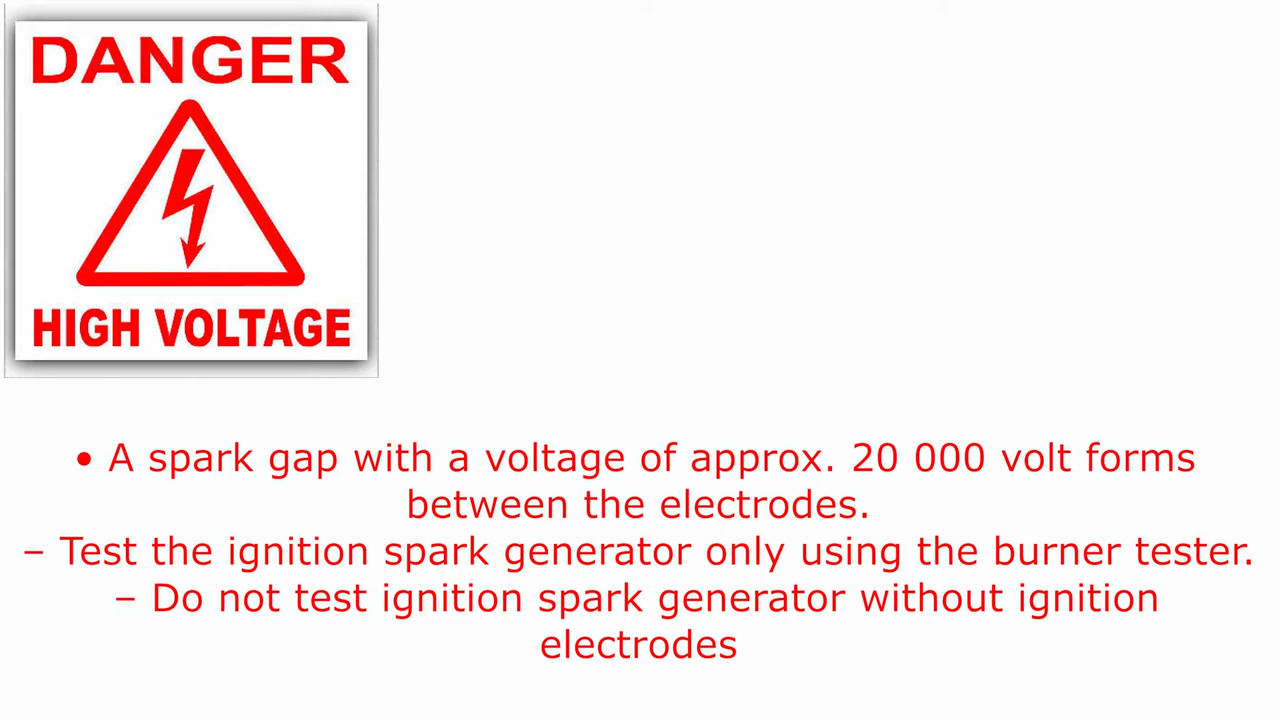 DANGER
HIGH VOLTAGE
• A spark gap with a voltage of approx. 20 000 volt forms
between the electrodes.
– Test the ignition spark generator only using the burner tester.
– Do not test ignition spark generator without ignition
electrodes